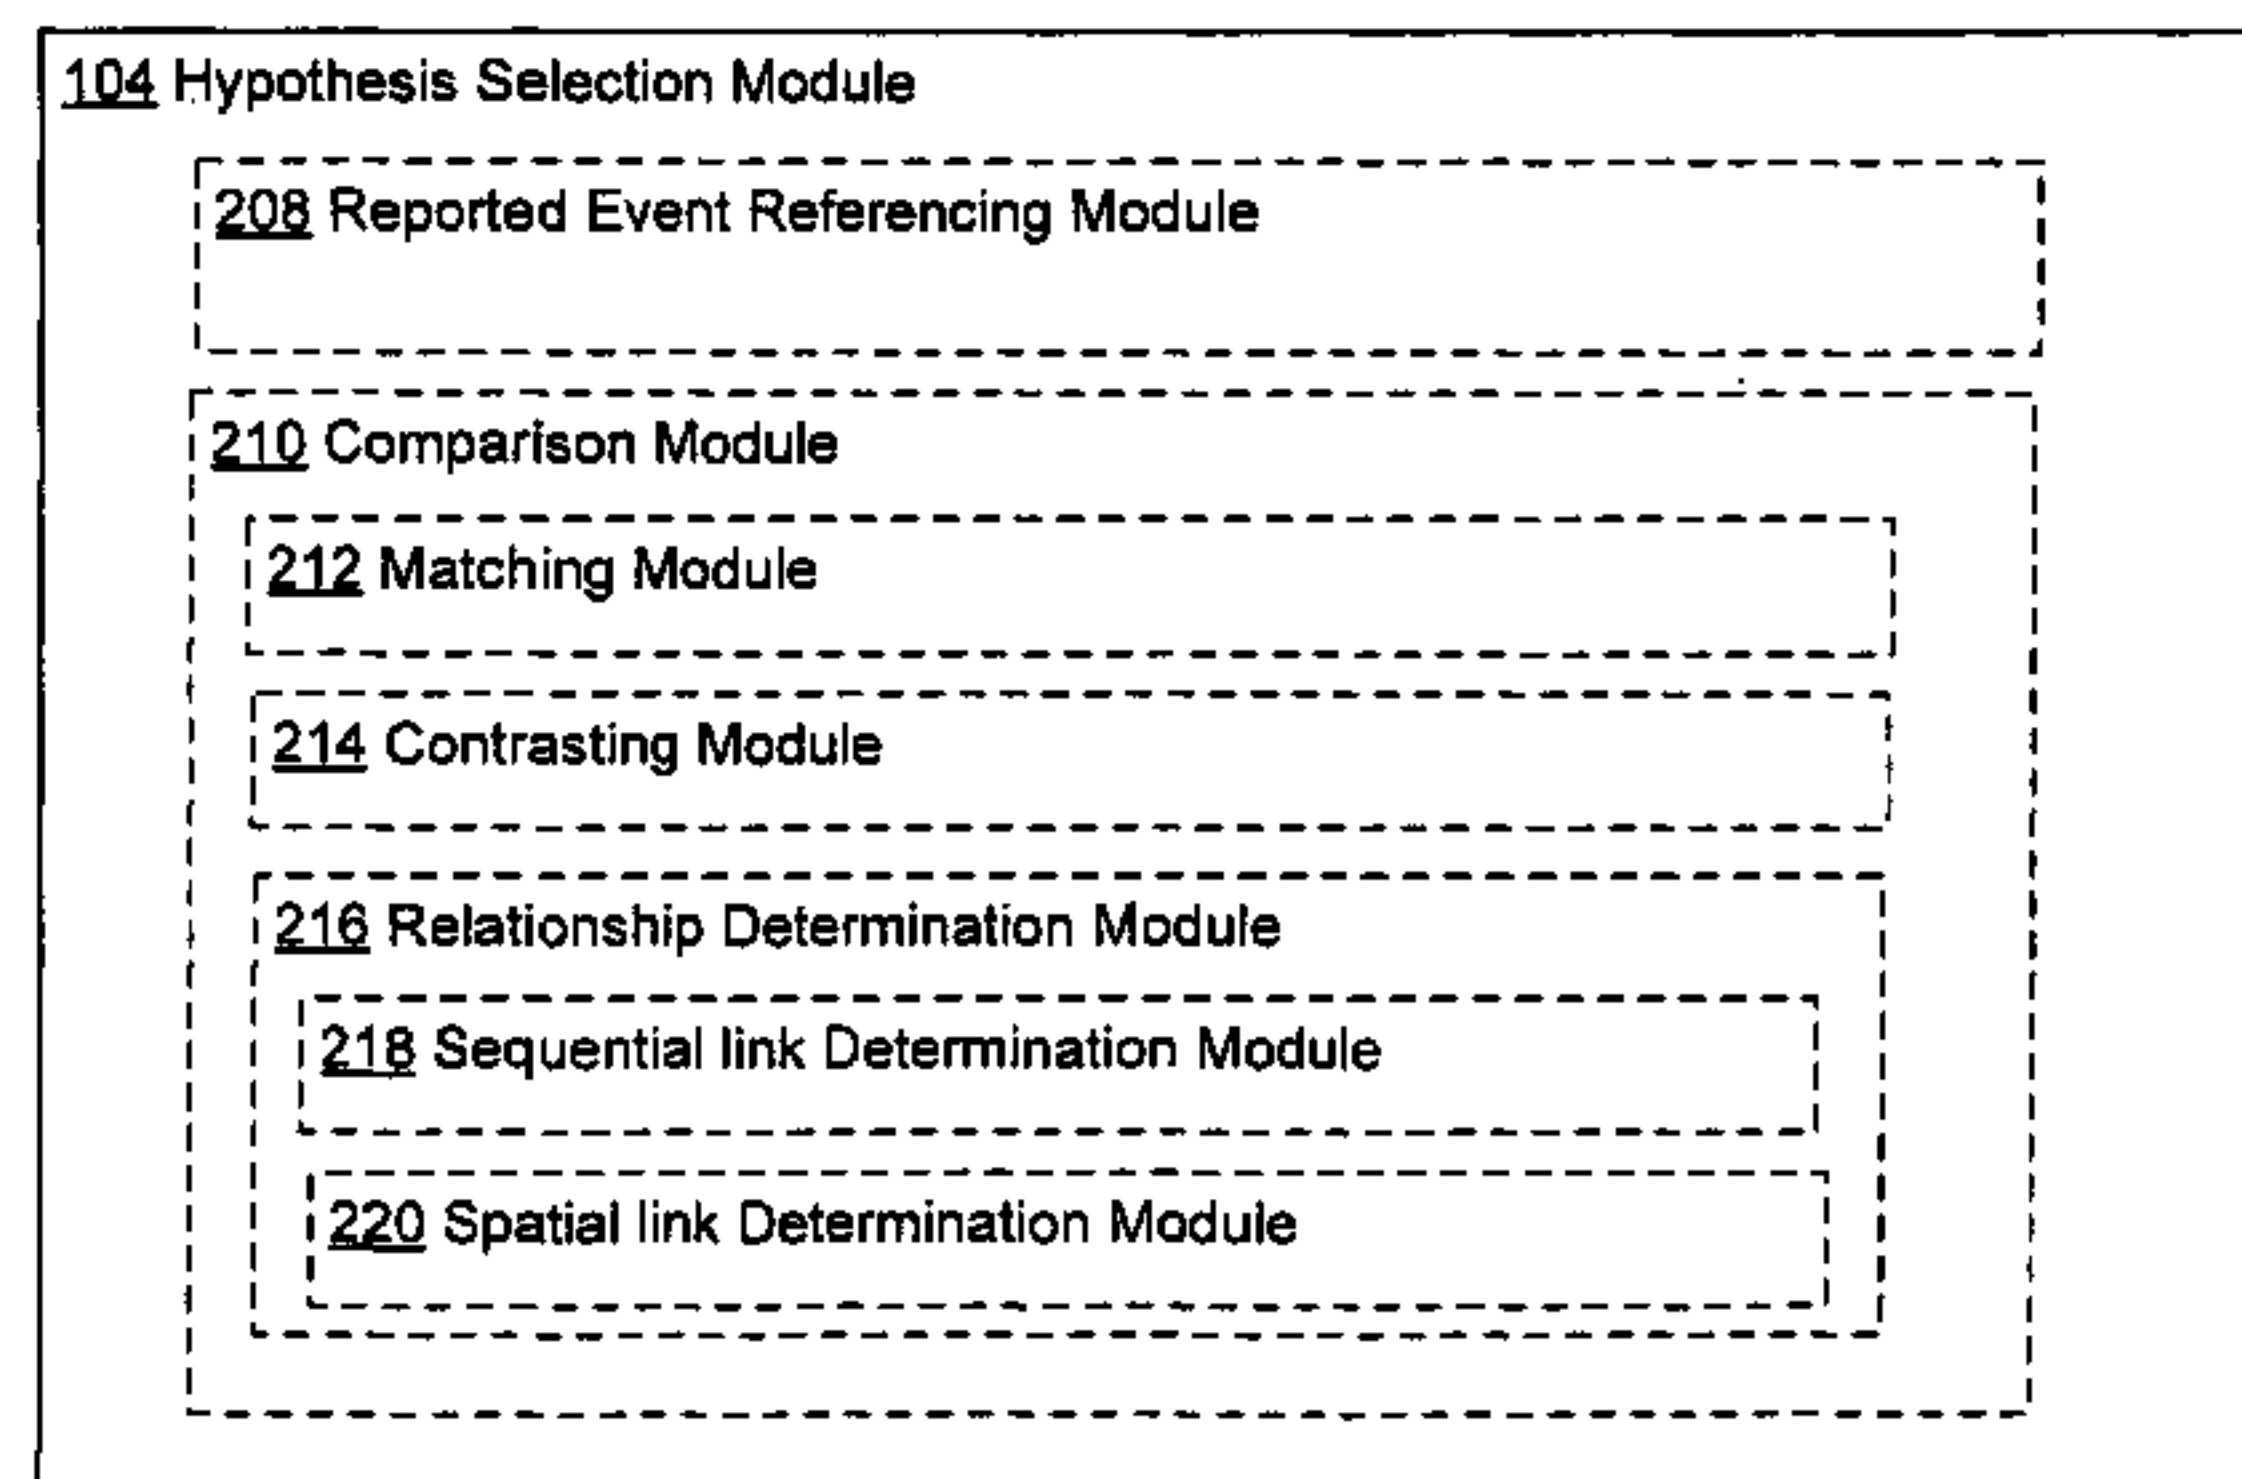 104 Hypothesis Selection Module
208 Reported Event Referencing Module
210 Comparison Module
212 Matching Module
214 Contrasting Module
216 Relationship Determination Module
218 Sequential link Determination Module
220 Spatial link Determination Module